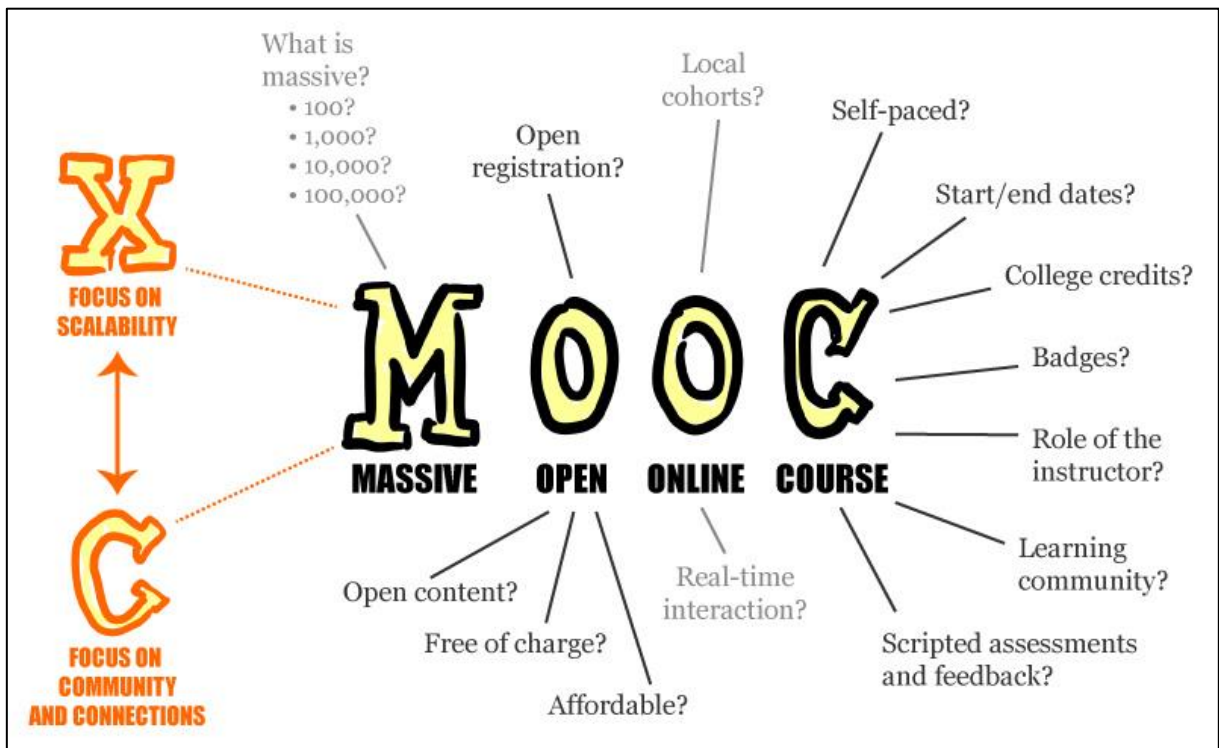 What is
massive?
• 100?
• 1,000?
• 10,000?
• 100,000?
Open
registration?
Local
cohorts?
Self-paced?
Start/end dates?
College credits?
Badges?
Role of the
instructor?
Learning
community?
Scripted assessments
and feedback?
X
FOCUS ON
SCALABILITY
C
FOCUS ON
COMMUNITY
AND CONNECTIONS
MOOC
MASSIVE OPEN ONLINE COURSE
Open content?
Free of charge?
Affordable?
Real-time
interaction?